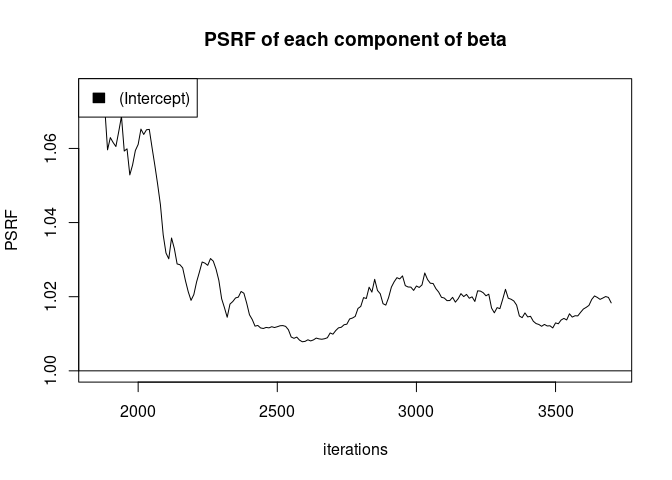 PSRF of each component of beta
(Intercept)
1.06
1.04
1.02
1.00
PSRF
2000 2500 3000 3500
iterations